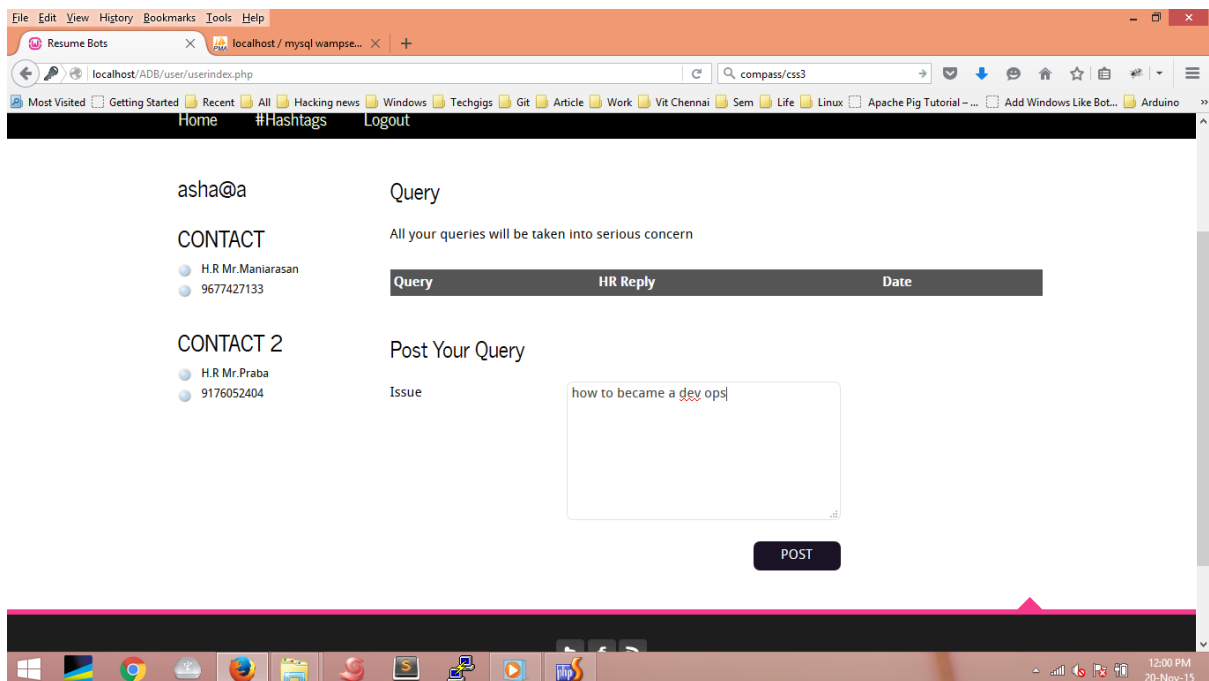 File Edit View History Bookmarks Tools Help
Resume Bots
localhost / mysql wampse...
localhost/ADB/user/userindex.php
compass/css3
Most Visited Getting Started Recent All Hacking news Windows Techgigs Git Article Work Vit Chennai Sem Life Linux Apache Pig Tutorial – ... Add Windows Like Bot... Arduino
Home #Hashtags Logout
asha@a
CONTACT
H.R Mr.Maniarasan
9677427133
CONTACT 2
H.R Mr.Praba
9176052404
Query
All your queries will be taken into serious concern
Query HR Reply Date
Post Your Query
Issue
how to became a dev ops
POST
12:00 PM
20-Nov-15